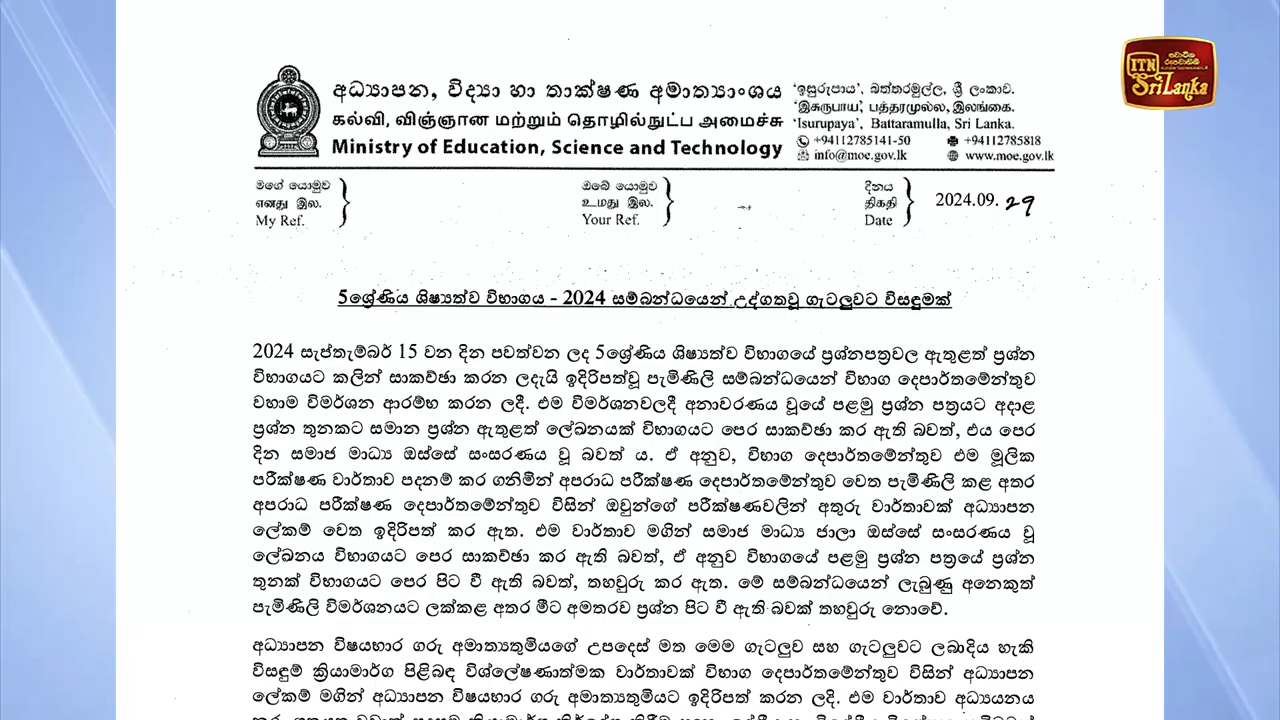 අධ්‍යාපන, විද්‍යා හා තාක්ෂණ අමාත්‍යාංශය
கல்வி, விஞ்ஞான மற்றும் தொழில்நுட்ப அமைச்சு
Ministry of Education, Science and Technology
‘ඉසුරුපාය’, බත්තරමුල්ල, ශ්‍රී ලංකාව.
‘இசுருபாய’, பத்தரமுல்ல, இலங்கை.
‘Isurupaya’, Battaramulla, Sri Lanka.
+94112785141-50 +94112785818
info@moe.gov.lk www.moe.gov.lk
ITN
Sri Lanka
මගේ යොමුව
எனது இல.
My Ref.
ඔබේ යොමුව
உமது இல.
Your Ref.
දිනය
திகதி
Date
2024.09.29
5ශ්‍රේණිය ශිෂ්‍යත්ව විභාගය - 2024 සම්බන්ධයෙන් උද්ගතවූ ගැටලුවට විසඳුමක්
2024 සැප්තැම්බර් 15 වන දින පවත්වන ලද 5ශ්‍රේණිය ශිෂ්‍යත්ව විභාගයේ ප්‍රශ්නපත්‍රවල ඇතුළත් ප්‍රශ්න
විභාගයට කලින් සාකච්ඡා කරන ලදැයි ඉදිරිපත්වූ පැමිණිලි සම්බන්ධයෙන් විභාග දෙපාර්තමේන්තුව
වහාම විමර්ශන ආරම්භ කරන ලදී. එම විමර්ශනවලදී අනාවරණය වූයේ පළමු ප්‍රශ්න පත්‍රයට අදාළ
ප්‍රශ්න තුනකට සමාන ප්‍රශ්න ඇතුළත් ලේඛනයක් විභාගයට පෙර සාකච්ඡා කර ඇති බවත්, එය පෙර
දින සමාජ මාධ්‍ය ඔස්සේ සංසරණය වූ බවත් ය. ඒ අනුව, විභාග දෙපාර්තමේන්තුව එම මූලික
පරීක්ෂණ වාර්තාව පදනම් කර ගනිමින් අපරාධ පරීක්ෂණ දෙපාර්තමේන්තුව වෙත පැමිණිලි කළ අතර
අපරාධ පරීක්ෂණ දෙපාර්තමේන්තුව විසින් ඔවුන්ගේ පරීක්ෂණවලින් අතුරු වාර්තාවක් අධ්‍යාපන
ලේකම් වෙත ඉදිරිපත් කර ඇත. එම වාර්තාව මගින් සමාජ මාධ්‍ය ජාලා ඔස්සේ සංසරණය වූ
ලේඛනය විභාගයට පෙර සාකච්ඡා කර ඇති බවත්, ඒ අනුව විභාගයේ පළමු ප්‍රශ්න පත්‍රයේ ප්‍රශ්න
තුනක් විභාගයට පෙර පිට වී ඇති බවත්, තහවුරු කර ඇත. මේ සම්බන්ධයෙන් ලැබුණු අනෙකුත්
පැමිණිලි විමර්ශනයට ලක්කළ අතර මීට අමතරව ප්‍රශ්න පිට වී ඇති බවක් තහවුරු නොවේ.
අධ්‍යාපන විෂයභාර ගරු අමාත්‍යතුමියගේ උපදෙස් මත මෙම ගැටලුව සහ ගැටලුවට ලබාදිය හැකි
විසඳුම් ක්‍රියාමාර්ග පිළිබඳ විශ්ලේෂණාත්මක වාර්තාවක් විභාග දෙපාර්තමේන්තුව විසින් අධ්‍යාපන
ලේකම් මගින් අධ්‍යාපන විෂයභාර ගරු අමාත්‍යතුමියට ඉදිරිපත් කරන ලදි. එම වාර්තාව අධ්‍යයනය